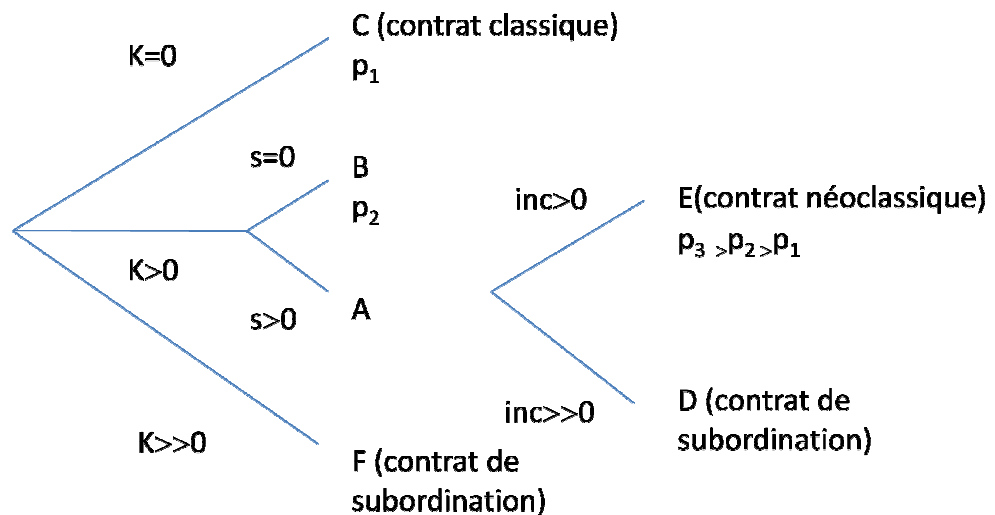 C (contrat classique)
K=0
p₁
s=0
B
p₂
inc>0
E(contrat néoclassique)
p₃ >p₂>p₁
K>0
s>0
A
inc>>0
D (contrat de
subordination)
K>>0
F (contrat de
subordination)